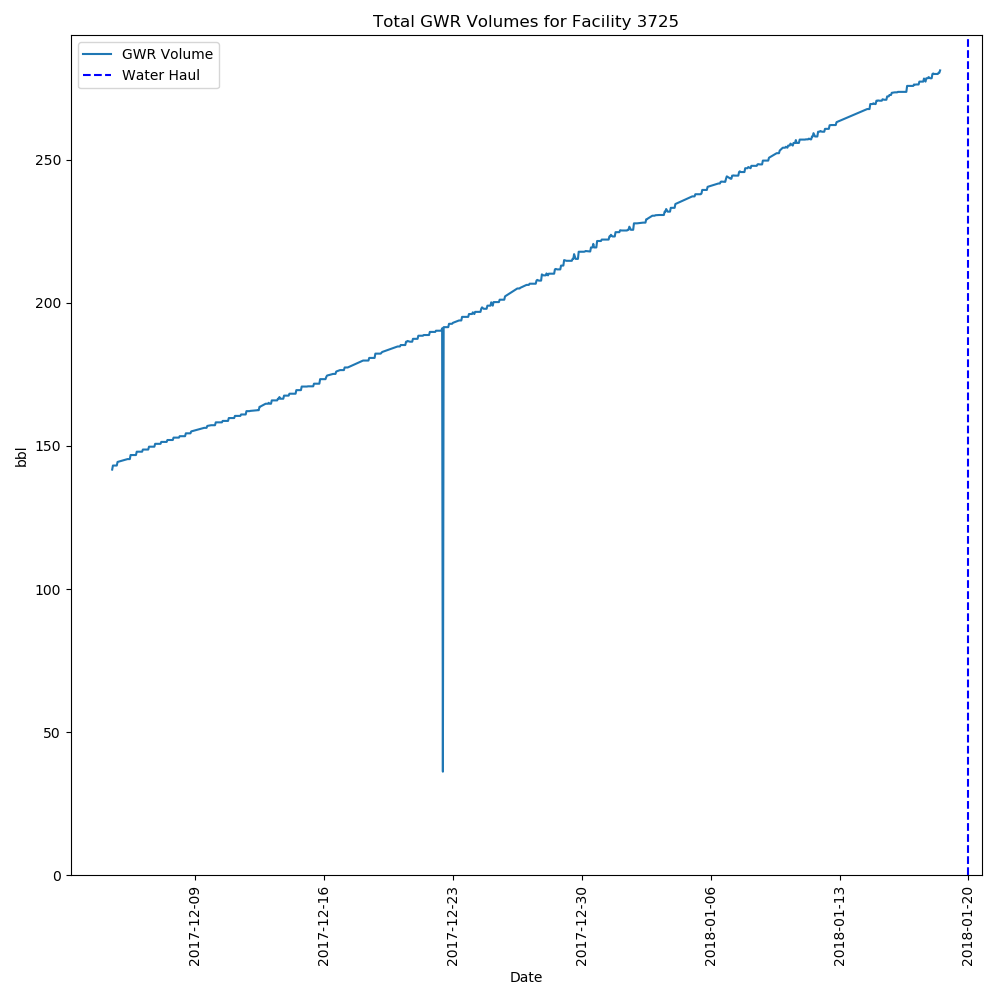 Total GWR Volumes for Facility 3725
GWR Volume
Water Haul
250
200
150
100
50
0
bbl
2017-12-09
2017-12-16
2017-12-23
2017-12-30
2018-01-06
2018-01-13
2018-01-20
Date